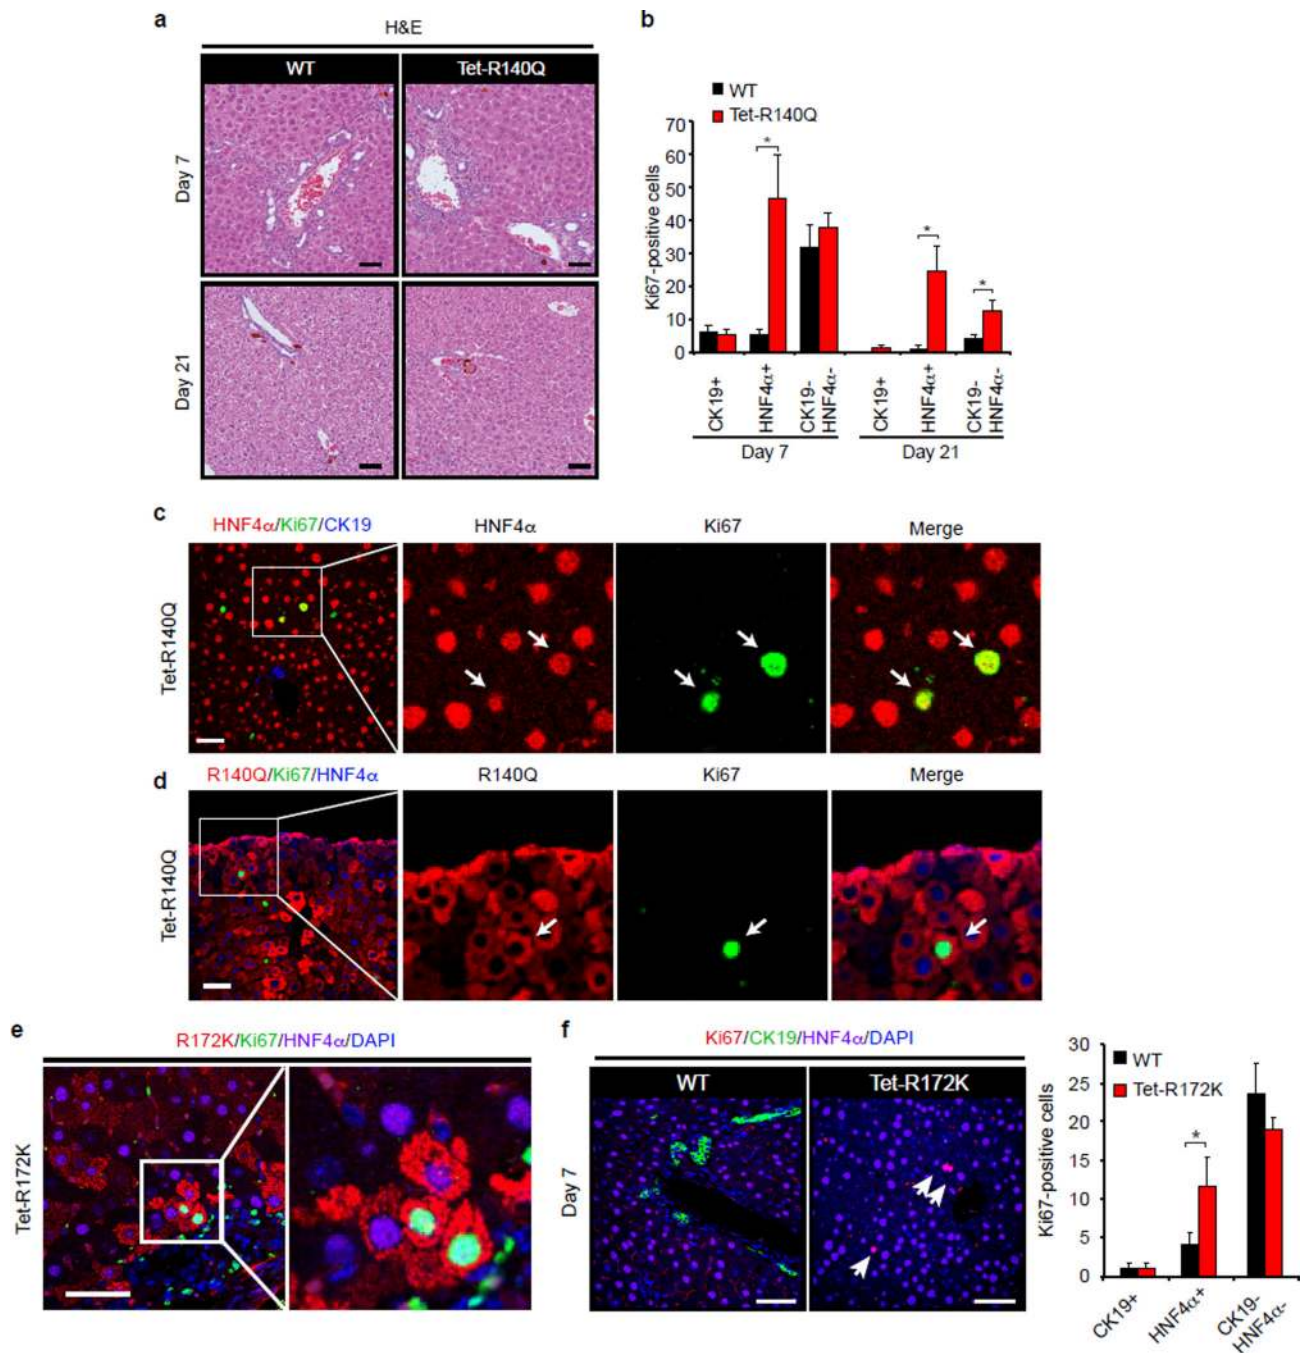 a
H&E
WT
Tet-R140Q
Day 7
Day 21
b
WT
Tet-R140Q
Ki67-positive cells
70
60
50
40
30
20
10
0
*
*
*
CK19+
HNF4α+
CK19-
HNF4α-
CK19+
HNF4α+
CK19-
HNF4α-
Day 7
Day 21
c
HNF4α/Ki67/CK19
HNF4α
Ki67
Merge
Tet-R140Q
d
R140Q/Ki67/HNF4α
R140Q
Ki67
Merge
Tet-R140Q
e
R172K/Ki67/HNF4α/DAPI
Tet-R172K
f
Ki67/CK19/HNF4α/DAPI
WT
Tet-R172K
Day 7
Ki67-positive cells
30
25
20
15
10
5
0
WT
Tet-R172K
*
CK19+
HNF4α+
CK19-
HNF4α-